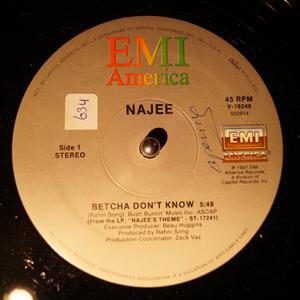 EMI
America
NAJEE
634
45 RPM
V-19249
502914
Side 1
STEREO
EMI
AMERICA
℗ 1987 EMI
America Records,
a division of
Capitol Records, Inc.
BETCHA DON'T KNOW 5:48
(Rahni Song) Bush Burnin' Music Inc.-ASCAP
(From the LP, "NAJEE'S THEME" - ST-17241)
Executive Producer: Beau Huggins
Produced by Rahni Song
Production Coordinator: Zack Vaz